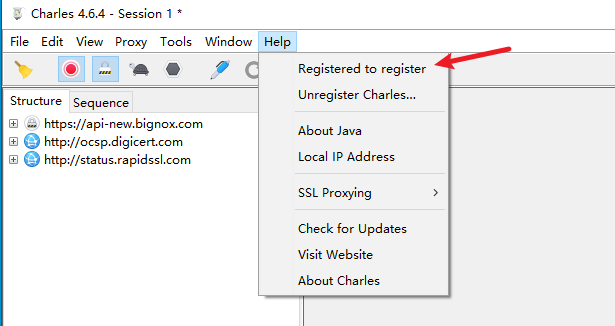 Charles 4.6.4 - Session 1 *
File Edit View Proxy Tools Window Help
Registered to register
Unregister Charles...
About Java
Local IP Address
SSL Proxying
Check for Updates
Visit Website
About Charles
Structure Sequence
https://api-new.bignox.com
http://ocsp.digicert.com
http://status.rapidssl.com